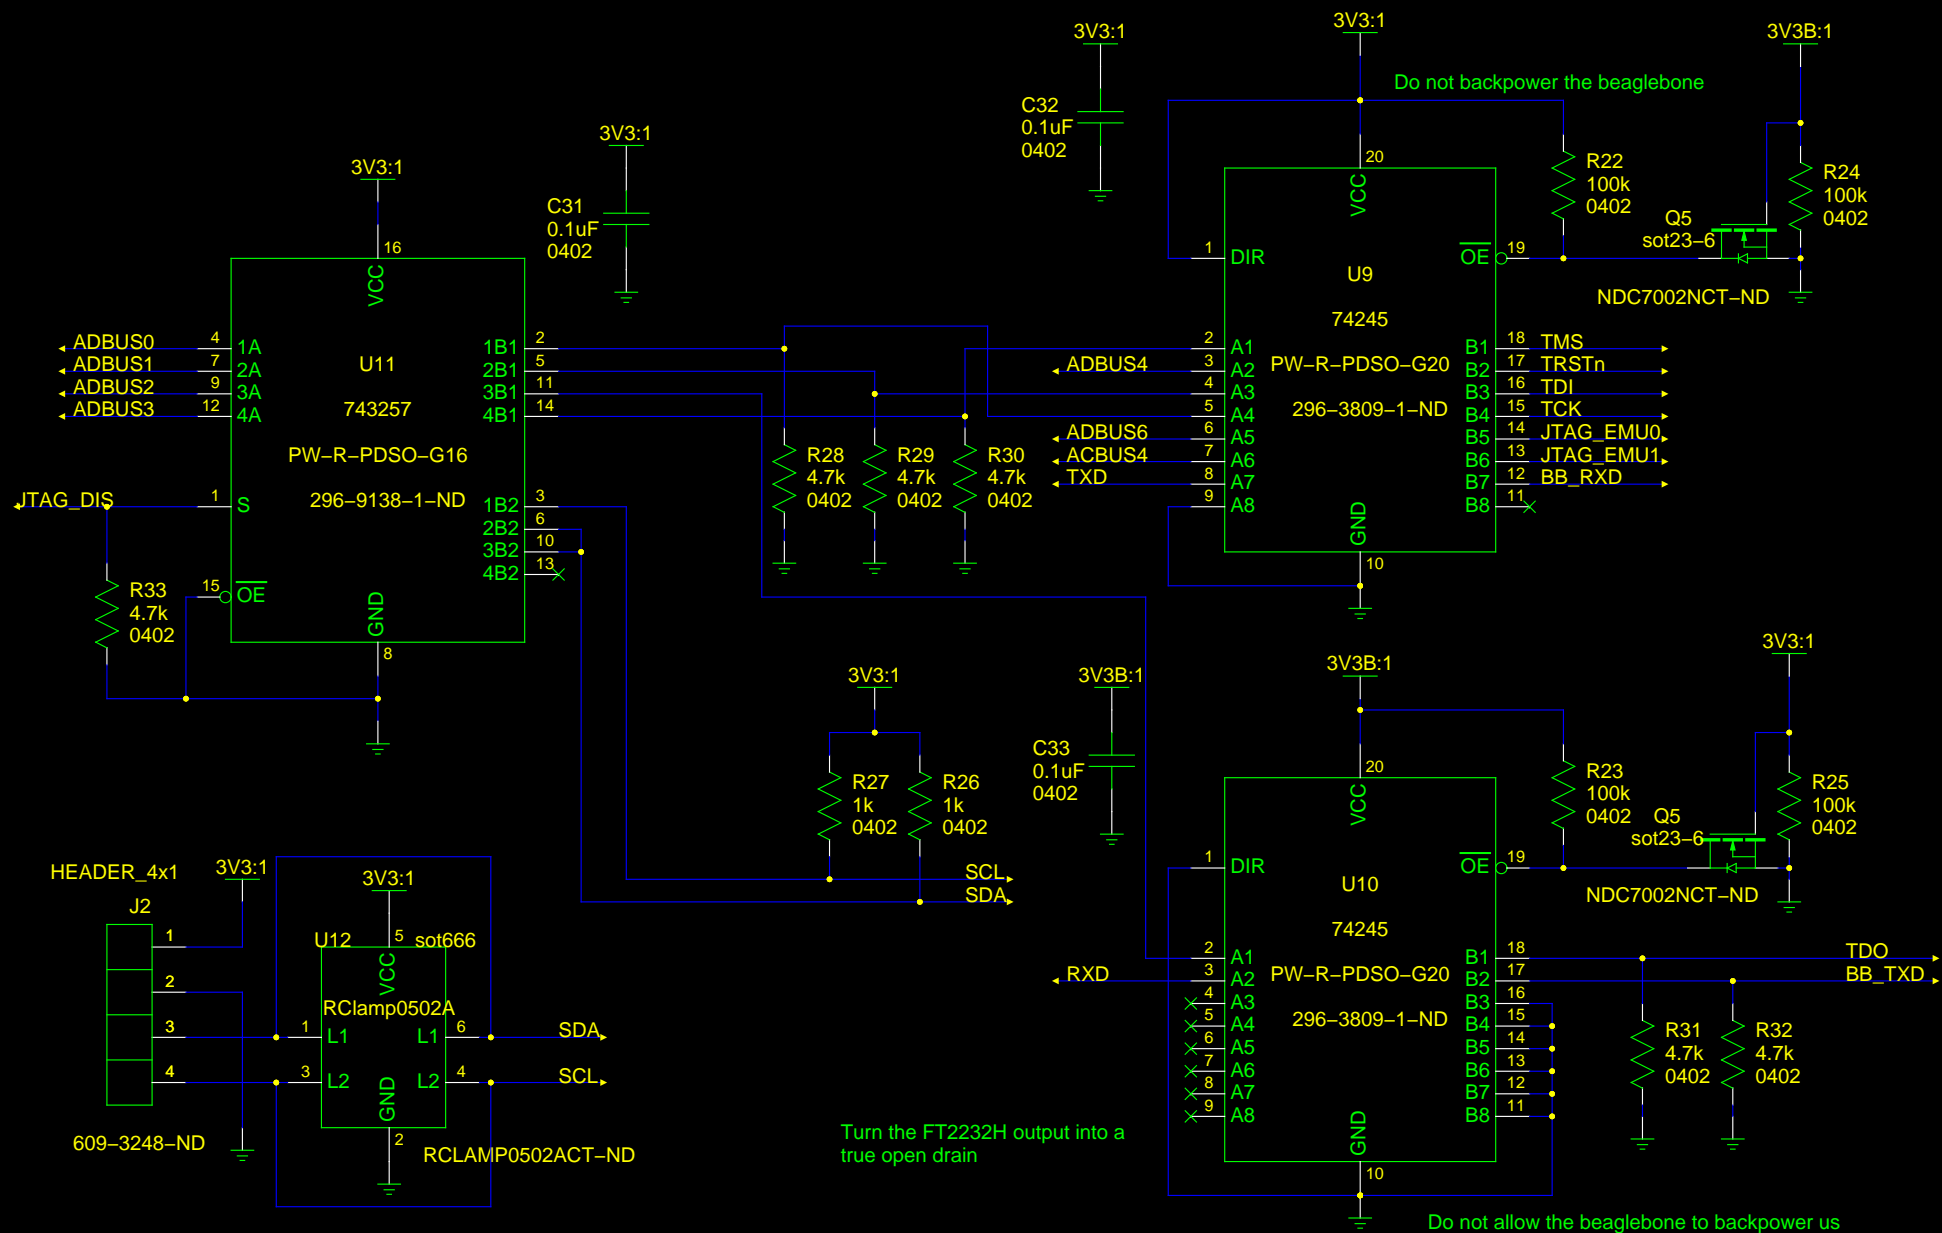 3V3:1
3V3:1
3V3B:1
Do not backpower the beaglebone
C32
0.1uF
0402
3V3:1
3V3:1
C31
0.1uF
0402
20
VCC
R22
100k
0402
R24
100k
0402
Q5
sot23-6
NDC7002NCT-ND
1
DIR
OE
19
U9
74245
PW-R-PDSO-G20
296-3809-1-ND
16
VCC
ADBUS0
4
1A
ADBUS1
7
2A
ADBUS2
9
3A
ADBUS3
12
4A
U11
743257
PW-R-PDSO-G16
296-9138-1-ND
1B1
2
2B1
5
3B1
11
4B1
14
JTAG_DIS
1
S
1B2
3
2B2
6
3B2
10
4B2
13
15
OE
GND
8
R33
4.7k
0402
R28
4.7k
0402
R29
4.7k
0402
R30
4.7k
0402
2
A1
ADBUS4
3
A2
4
A3
5
A4
ADBUS6
6
A5
ACBUS4
7
A6
TXD
8
A7
9
A8
B1
18
TMS
B2
17
TRSTn
B3
16
TDI
B4
15
TCK
B5
14
JTAG_EMU0
B6
13
JTAG_EMU1
B7
12
BB_RXD
B8
11
GND
10
3V3:1
3V3B:1
3V3B:1
3V3:1
R27
1k
0402
R26
1k
0402
C33
0.1uF
0402
SCL
SDA
20
VCC
R23
100k
0402
R25
100k
0402
Q5
sot23-6
NDC7002NCT-ND
1
DIR
OE
19
U10
74245
PW-R-PDSO-G20
296-3809-1-ND
2
A1
RXD
3
A2
4
A3
5
A4
6
A5
7
A6
8
A7
9
A8
B1
18
TDO
B2
17
BB_TXD
B3
16
B4
15
B5
14
B6
13
B7
12
B8
11
GND
10
R31
4.7k
0402
R32
4.7k
0402
HEADER_4x1
J2
3V3:1
1
2
3
4
609-3248-ND
3V3:1
U12
5
sot666
VCC
RClamp0502A
1
L1
L1
6
SDA
3
L2
L2
4
SCL
GND
2
RCLAMP0502ACT-ND
Turn the FT2232H output into a
true open drain
Do not allow the beaglebone to backpower us